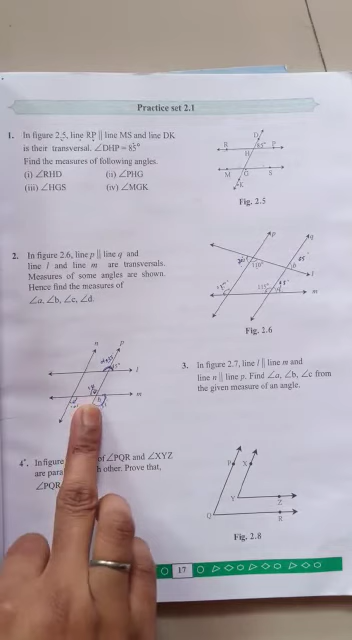 Practice set 2.1
1. In figure 2.5, line RP || line MS and line DK
is their transversal. ∠DHP = 85°
Find the measures of following angles.
(i) ∠RHD (ii) ∠PHG
(iii) ∠HGS (iv) ∠MGK
D
R 85° P
H
M G S
K
Fig. 2.5
2. In figure 2.6, line p || line q and
line l and line m are transversals.
Measures of some angles are shown.
Hence find the measures of
∠a, ∠b, ∠c, ∠d.
p q
110°
l
115°
m
Fig. 2.6
n p
l
m
3. In figure 2.7, line l || line m and
line n || line p. Find ∠a, ∠b, ∠c from
the given measure of an angle.
4*. In figure of ∠PQR and ∠XYZ
are para h other. Prove that,
∠PQR
P X
Y Z
Q R
Fig. 2.8
17